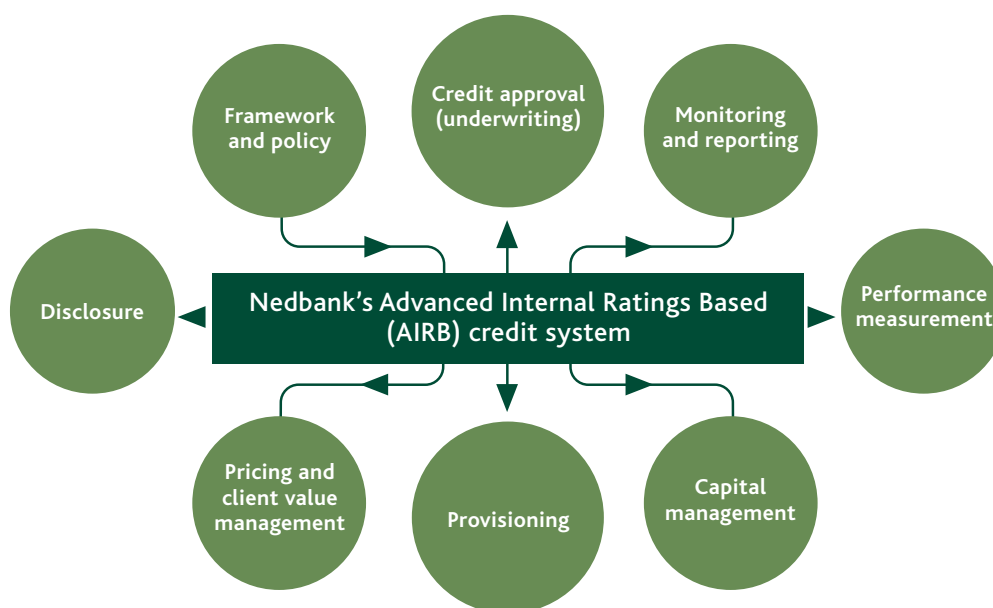 Framework
and policy
Credit approval
(underwriting)
Monitoring
and reporting
Disclosure
Nedbank’s Advanced Internal Ratings Based
(AIRB) credit system
Performance
measurement
Pricing and
client value
management
Provisioning
Capital
management